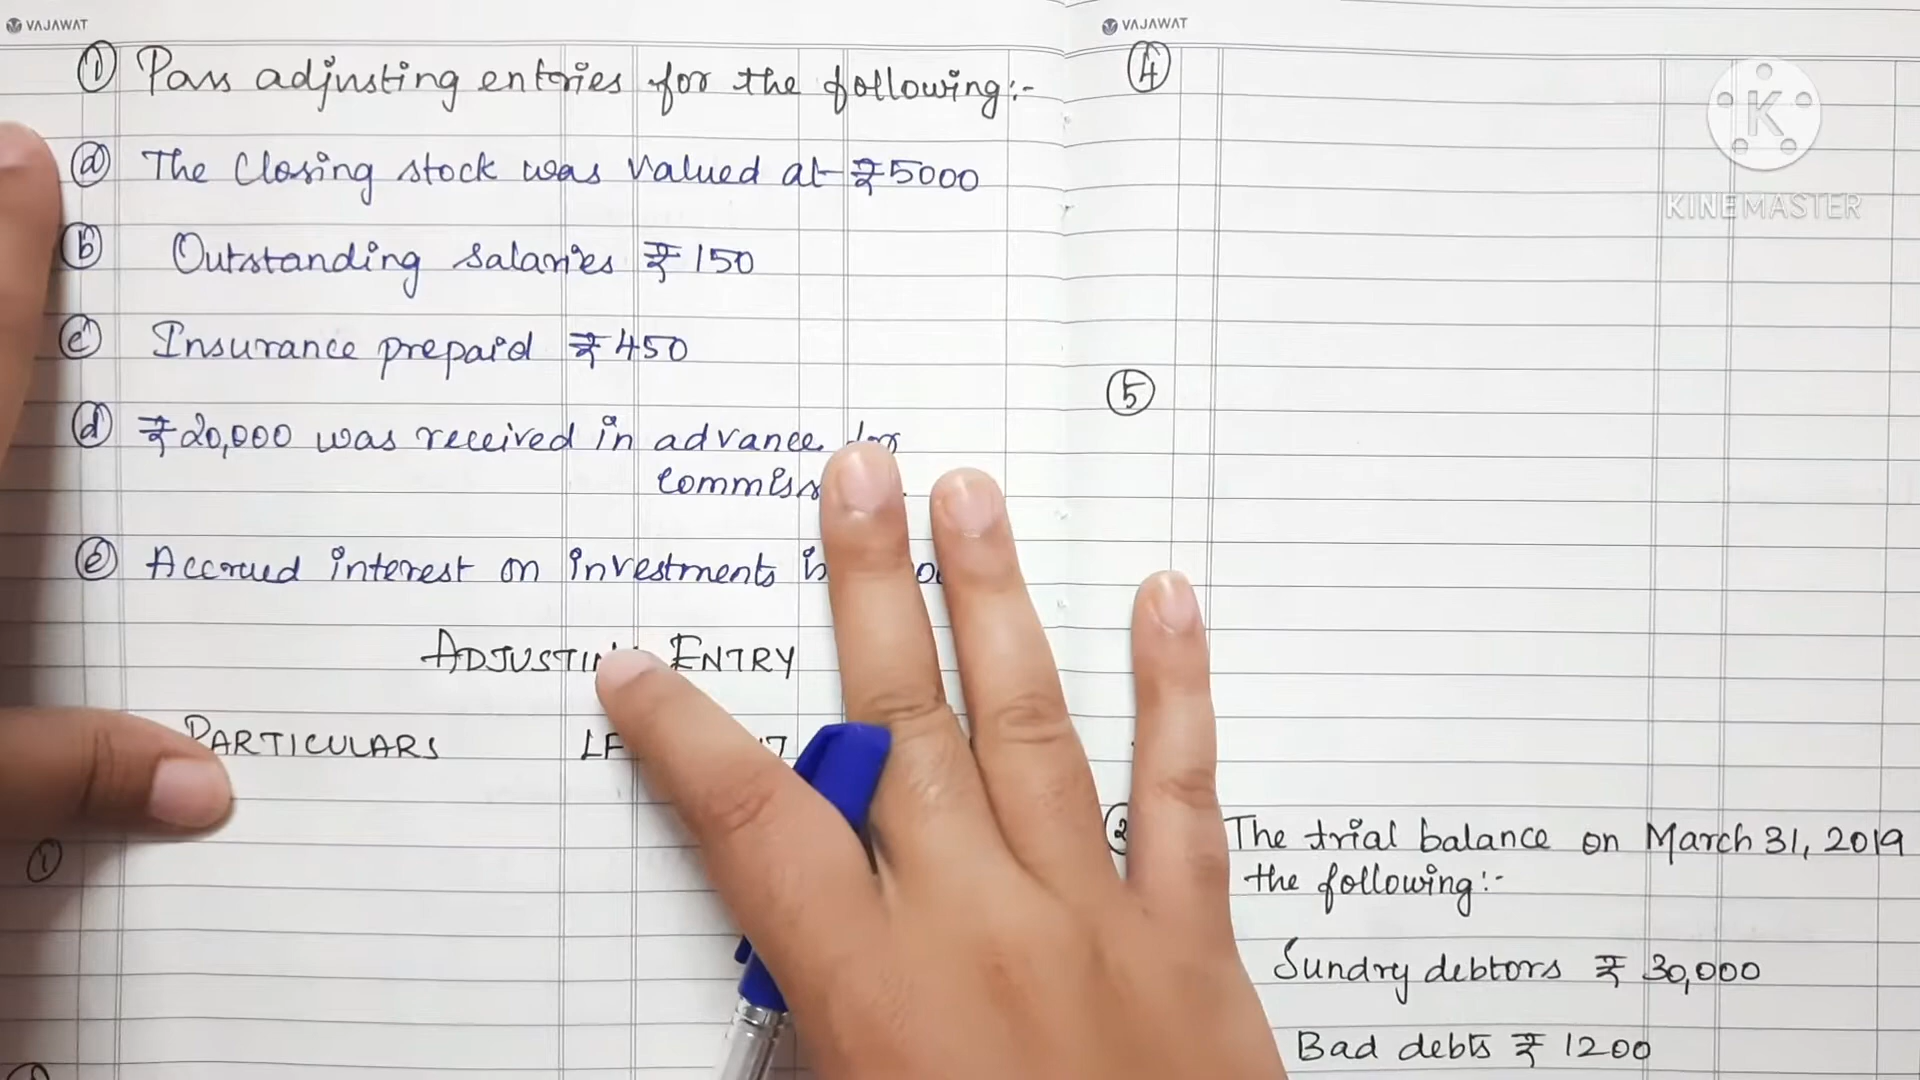 VAJAWAT
① Pass adjusting entries for the following:-
ⓐ The Closing stock was valued at ₹5000
ⓑ Outstanding salaries ₹150
ⓒ Insurance prepaid ₹450
ⓓ ₹20,000 was received in advance for
ⓔ Accrued interest on investments
ADJUSTING ENTRY
PARTICULARS LF
①
VAJAWAT
④
⑤
The trial balance on March 31, 2019
the following:-
Sundry debtors ₹ 30,000
Bad debts ₹ 1200
K
KINEMASTER